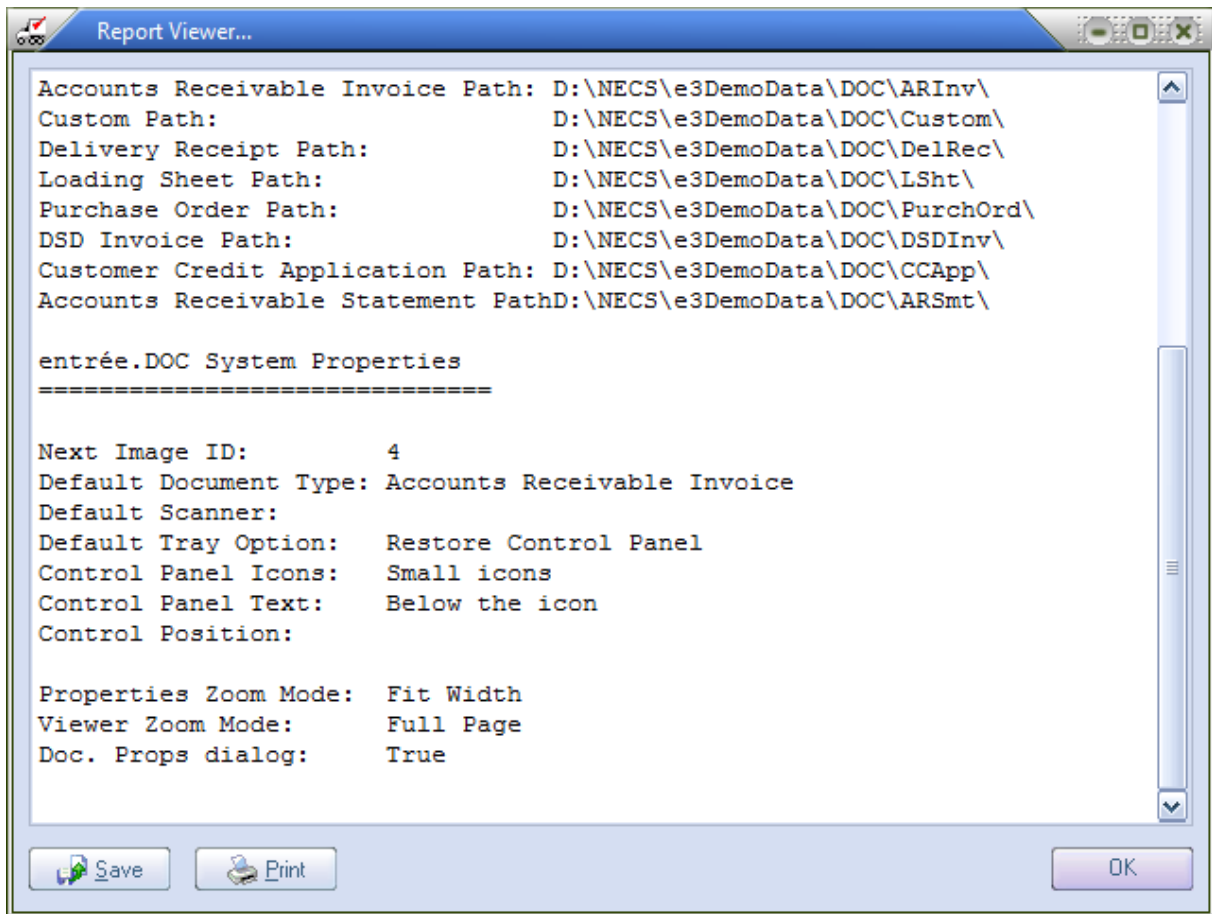 Report Viewer...
Accounts Receivable Invoice Path: D:\NECS\e3DemoData\DOC\ARInv\
Custom Path:                      D:\NECS\e3DemoData\DOC\Custom\
Delivery Receipt Path:            D:\NECS\e3DemoData\DOC\DelRec\
Loading Sheet Path:               D:\NECS\e3DemoData\DOC\LSht\
Purchase Order Path:              D:\NECS\e3DemoData\DOC\PurchOrd\
DSD Invoice Path:                 D:\NECS\e3DemoData\DOC\DSDInv\
Customer Credit Application Path: D:\NECS\e3DemoData\DOC\CCApp\
Accounts Receivable Statement PathD:\NECS\e3DemoData\DOC\ARSmt\
entrée.DOC System Properties
==============================
Next Image ID:         4
Default Document Type: Accounts Receivable Invoice
Default Scanner:
Default Tray Option:   Restore Control Panel
Control Panel Icons:   Small icons
Control Panel Text:    Below the icon
Control Position:
Properties Zoom Mode:  Fit Width
Viewer Zoom Mode:      Full Page
Doc. Props dialog:     True
Save Print OK